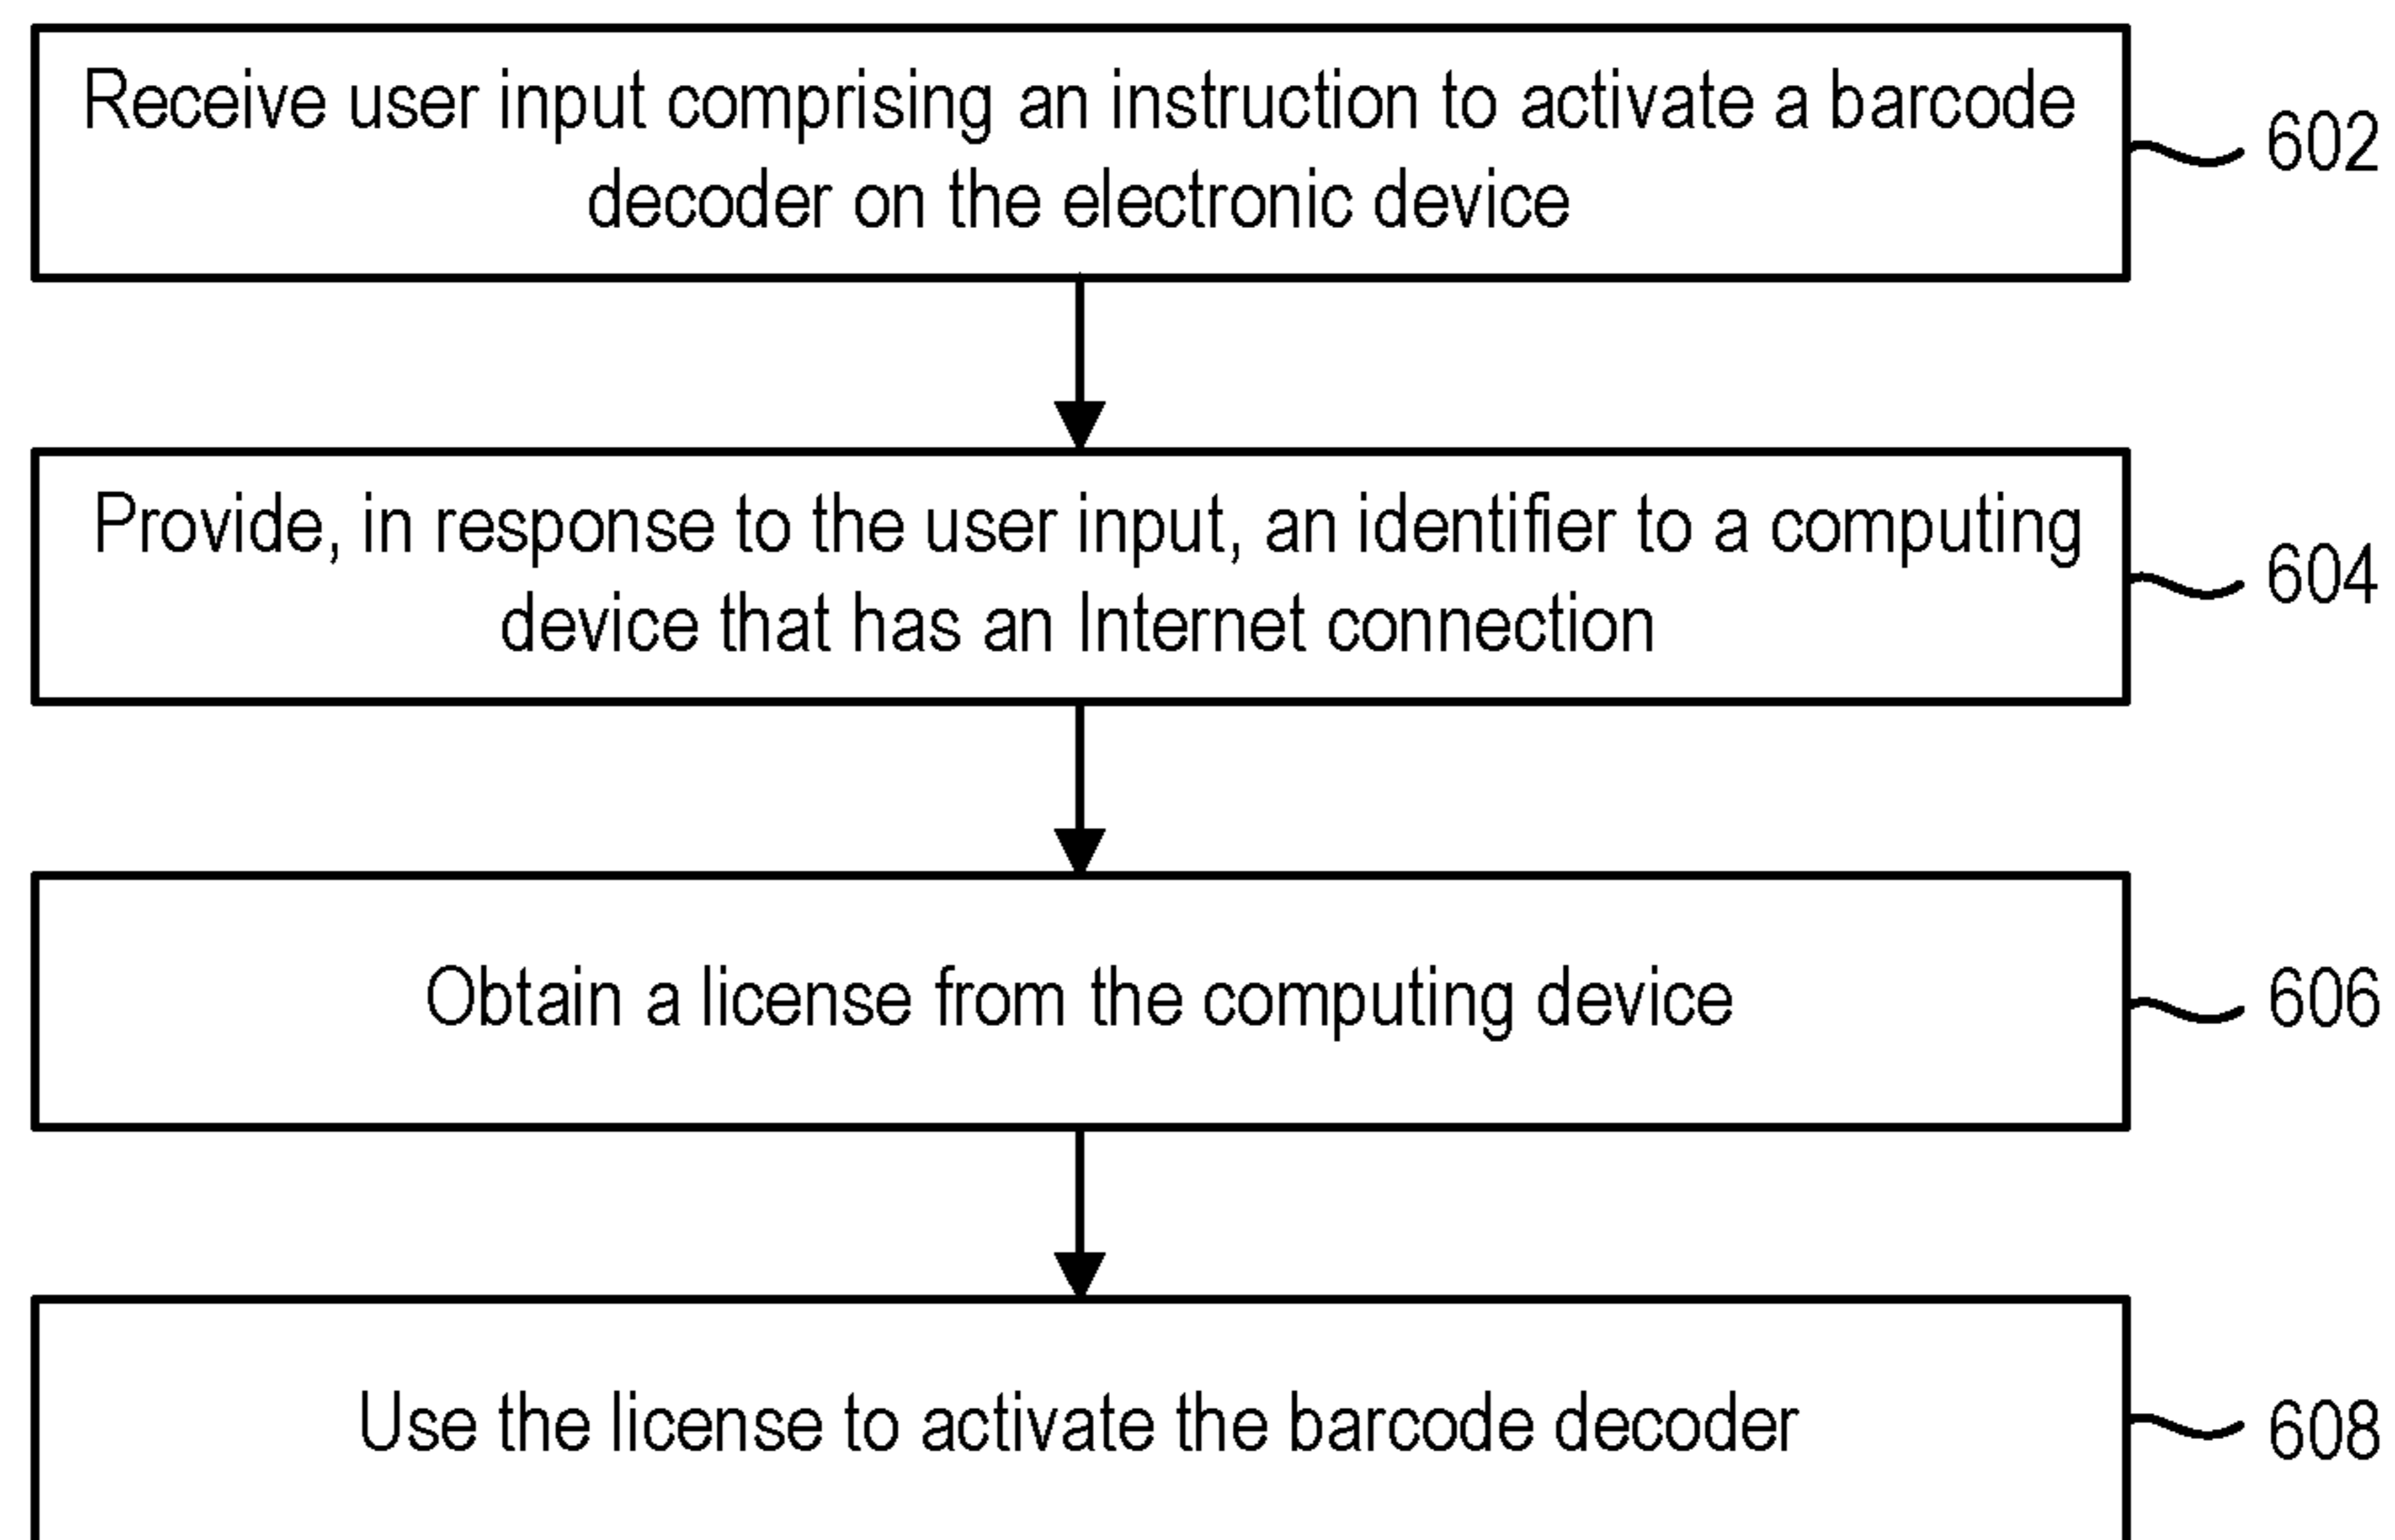 Receive user input comprising an instruction to activate a barcode
decoder on the electronic device
602
Provide, in response to the user input, an identifier to a computing
device that has an Internet connection
604
Obtain a license from the computing device
606
Use the license to activate the barcode decoder
608